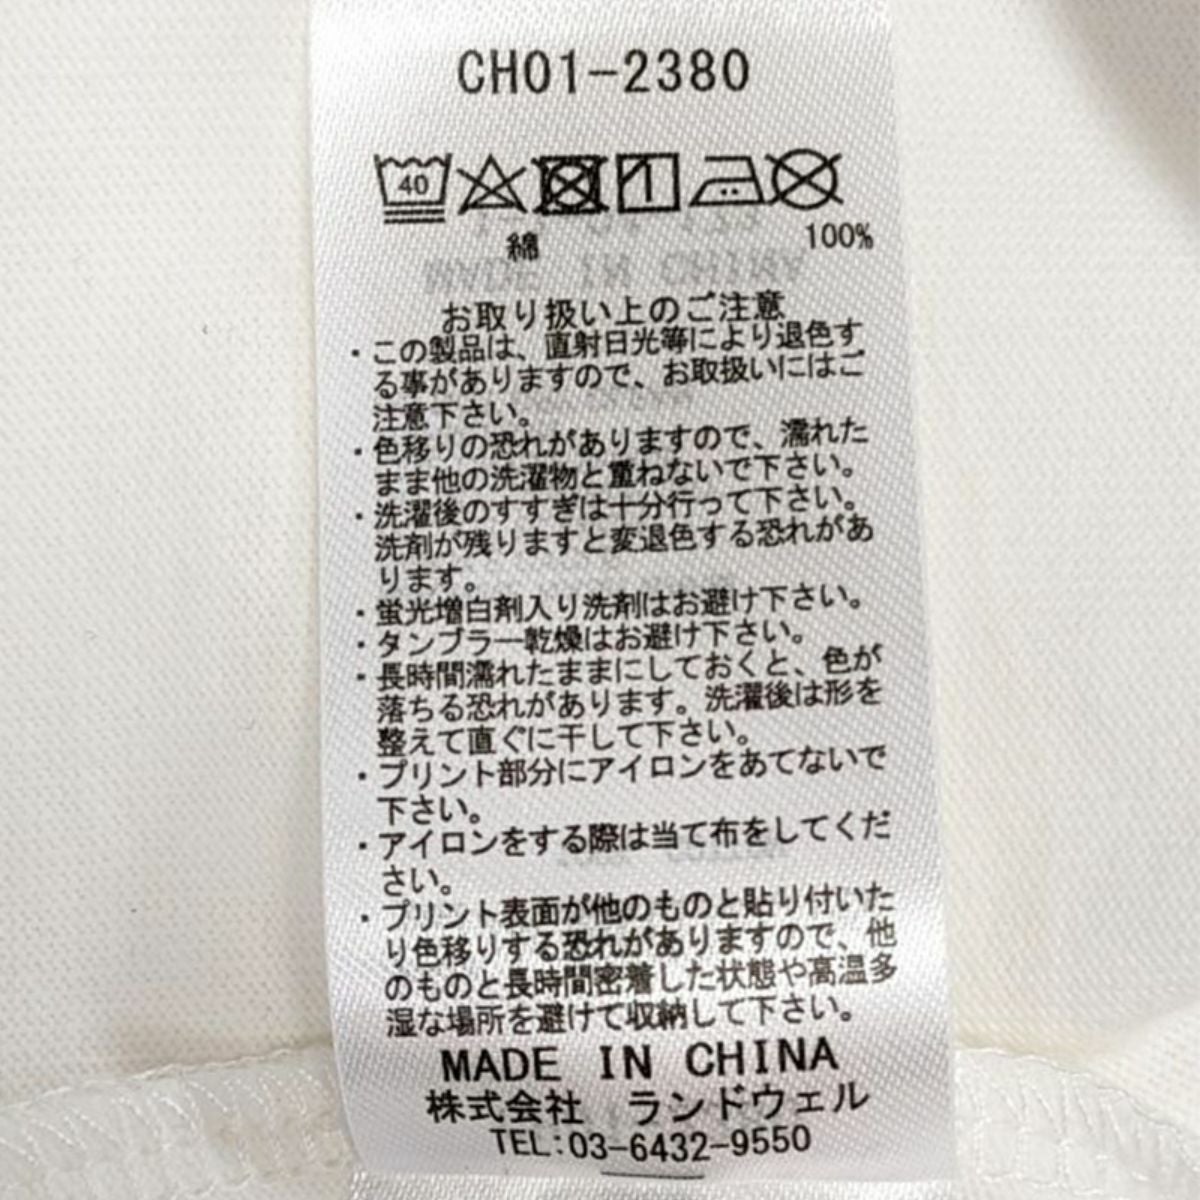 CH01-2380
40
綿 100%
お取り扱い上のご注意
・この製品は、直射日光等により退色す
る事がありますので、お取扱いにはご
注意下さい。
・色移りの恐れがありますので、濡れた
まま他の洗濯物と重ねないで下さい。
・洗濯後のすすぎは十分行って下さい。
洗剤が残りますと変退色する恐れがあ
ります。
・蛍光増白剤入り洗剤はお避け下さい。
・タンブラー乾燥はお避け下さい。
・長時間濡れたままにしておくと、色が
落ちる恐れがあります。洗濯後は形を
整えて直ぐに干して下さい。
・プリント部分にアイロンをあてないで
下さい。
・アイロンをする際は当て布をしてくだ
さい。
・プリント表面が他のものと貼り付いた
り色移りする恐れがありますので、他
のものと長時間密着した状態や高温多
湿な場所を避けて収納して下さい。
MADE IN CHINA
株式会社 ランドウェル
TEL:03-6432-9550